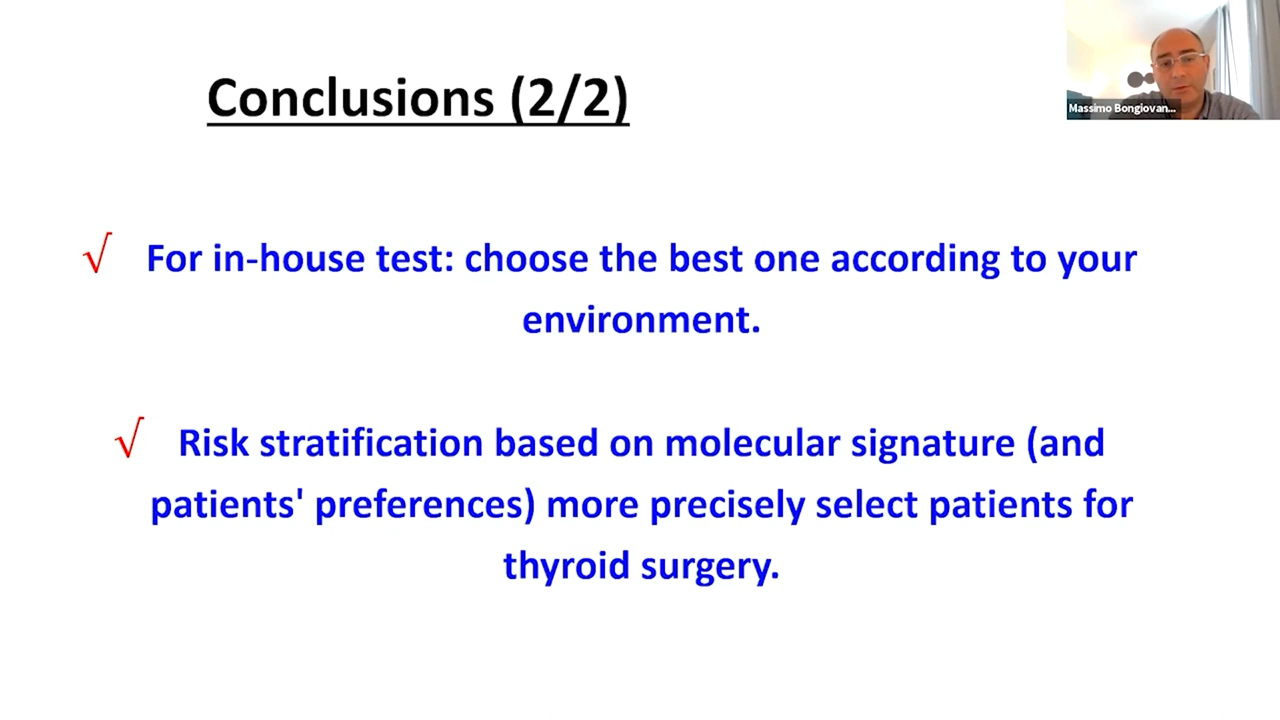 Conclusions (2/2)
Massimo Bongiovan...
√ For in-house test: choose the best one according to your
environment.
√ Risk stratification based on molecular signature (and
patients' preferences) more precisely select patients for
thyroid surgery.